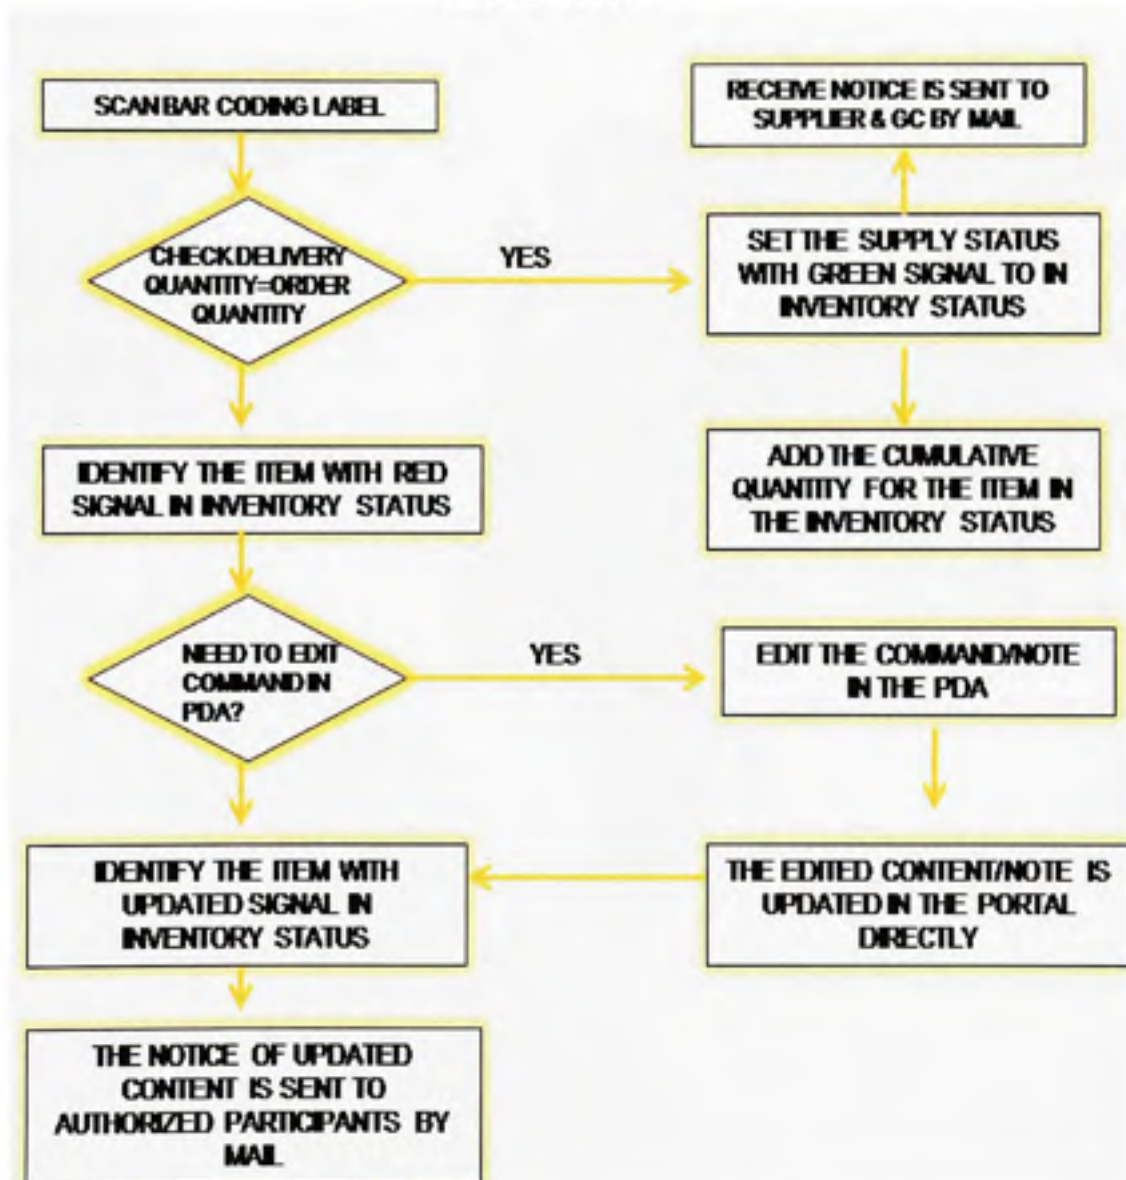 SCAN BAR CODING LABEL
RECEIVE NOTICE IS SENT TO
SUPPLIER & GC BY MAIL
CHECK DELIVERY
QUANTITY=ORDER
QUANTITY
YES
SET THE SUPPLY STATUS
WITH GREEN SIGNAL TO IN
INVENTORY STATUS
IDENTIFY THE ITEM WITH RED
SIGNAL IN INVENTORY STATUS
ADD THE CUMULATIVE
QUANTITY FOR THE ITEM IN
THE INVENTORY STATUS
NEED TO EDIT
COMMAND IN
PDA?
YES
EDIT THE COMMAND/NOTE
IN THE PDA
IDENTIFY THE ITEM WITH
UPDATED SIGNAL IN
INVENTORY STATUS
THE EDITED CONTENT/NOTE IS
UPDATED IN THE PORTAL
DIRECTLY
THE NOTICE OF UPDATED
CONTENT IS SENT TO
AUTHORIZED PARTICIPANTS BY
MAIL